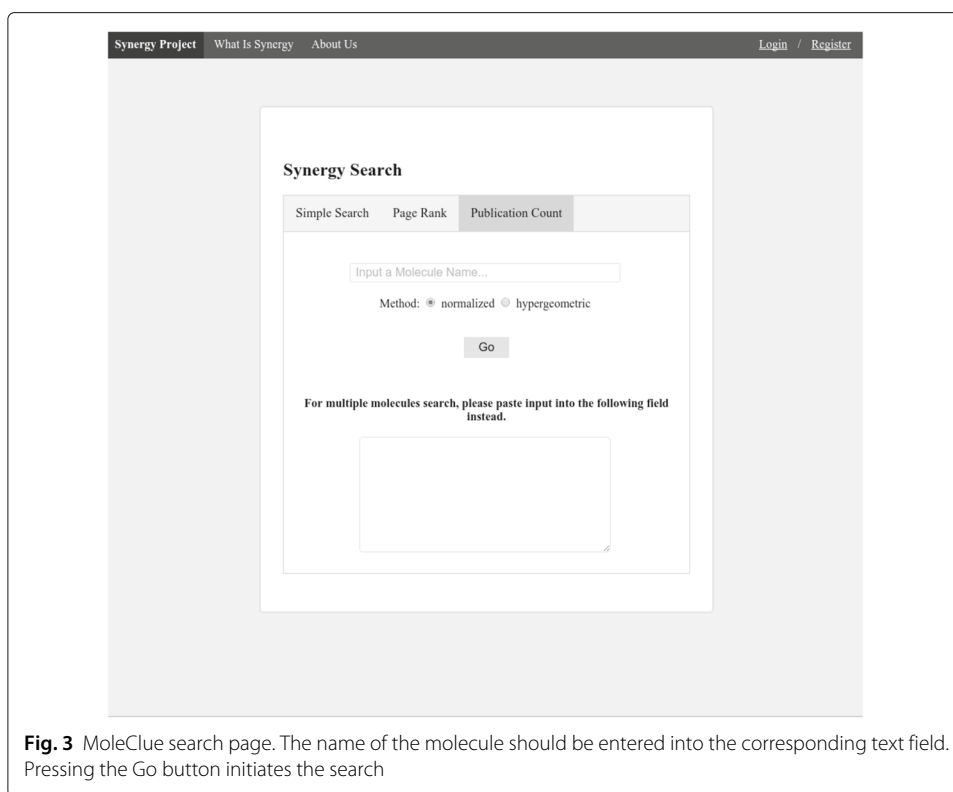 Synergy Project What Is Synergy About Us Login / Register
Synergy Search
Simple Search Page Rank Publication Count
Input a Molecule Name...
Method: normalized hypergeometric
Go
For multiple molecules search, please paste input into the following field
instead.
Fig. 3 MoleClue search page. The name of the molecule should be entered into the corresponding text field.
Pressing the Go button initiates the search